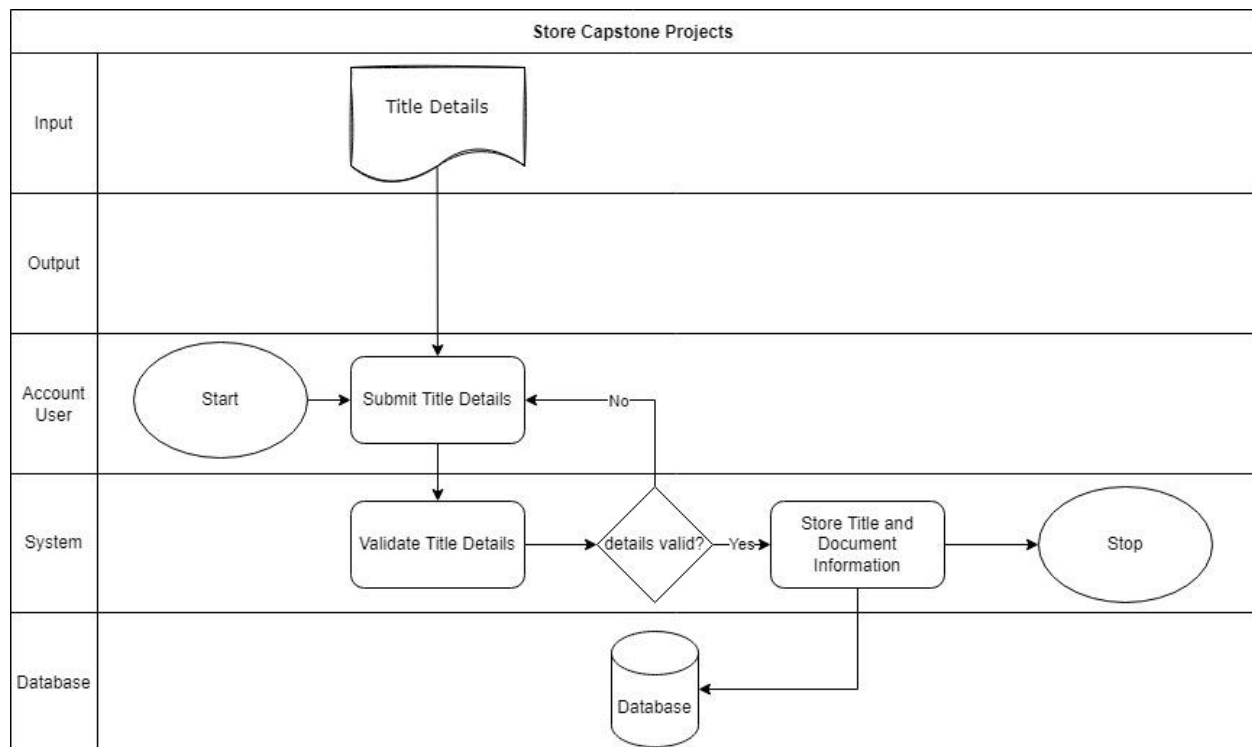 Store Capstone Projects
Input
Title Details
Output
Account
User
Start
Submit Title Details
No
System
Validate Title Details
details valid?
Yes
Store Title and
Document
Information
Stop
Database
Database